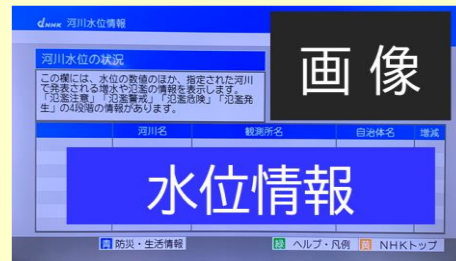 dNHK 河川水位情報
河川水位の状況
画像
この欄には、水位の数値のほか、指定された河川
で発表される増水や氾濫の情報を表示します。
「氾濫注意」「氾濫警戒」「氾濫危険」「氾濫発
生」の4段階の情報があります。
河川名 観測所名 自治体名 増減
水位情報
青 防災・生活情報 緑 ヘルプ・凡例 黄 NHKトップ